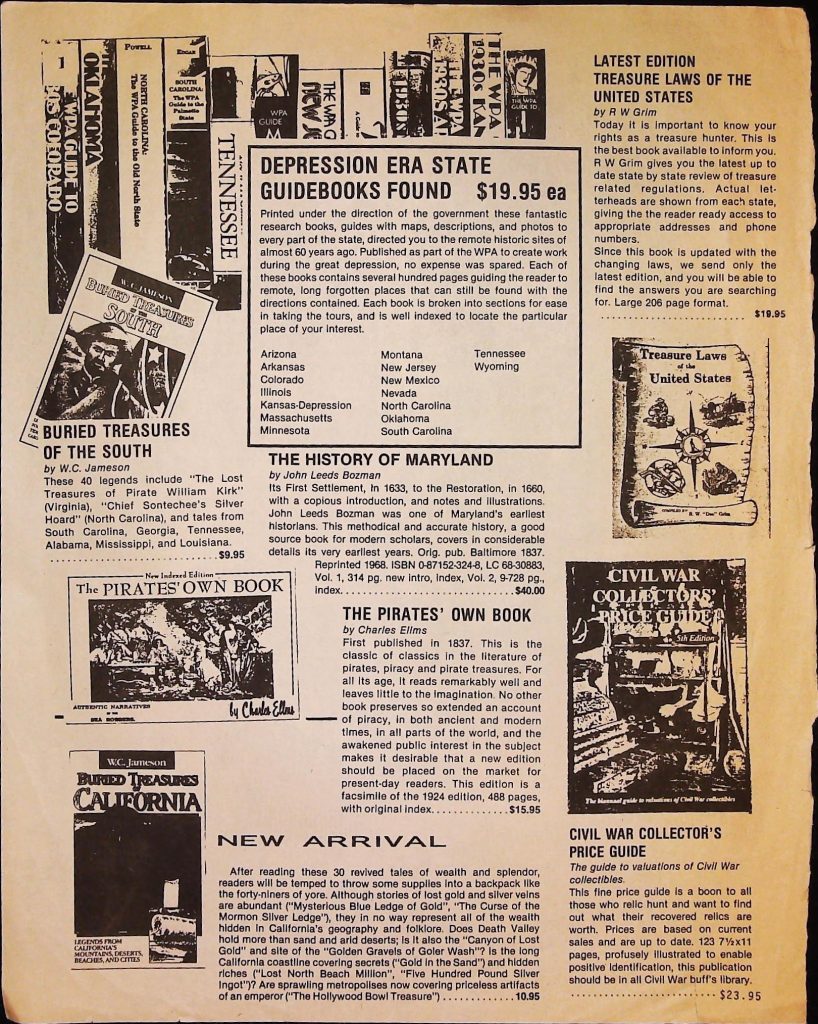 1
THE WPA GUIDE TO
1930s COLORADO
OKLAHOMA
POWELL
NORTH CAROLINA:
The WPA Guide to the Old North State
EDGAR
SOUTH
CAROLINA:
The WPA
Guide to the
Palmetto
State
TENNESSEE
WPA
GUIDE
M
THE WPA G
NEW JE
1930s
THE WPA
1930s A
THE WPA
1930s KAN
THE WPA
GUIDE TO
LATEST EDITION
TREASURE LAWS OF THE
UNITED STATES
by R W Grim
Today it is important to know your
rights as a treasure hunter. This is
the best book available to inform you.
R W Grim gives you the latest up to
date state by state review of treasure
related regulations. Actual let-
terheads are shown from each state,
giving the the reader ready access to
appropriate addresses and phone
numbers.
Since this book is updated with the
changing laws, we send only the
latest edition, and you will be able to
find the answers you are searching
for. Large 206 page format.
. . . . . . . . . . . . . . . . . . . . . . . . . . $19.95
DEPRESSION ERA STATE
GUIDEBOOKS FOUND $19.95 ea
Printed under the direction of the government these fantastic
research books, guides with maps, descriptions, and photos to
every part of the state, directed you to the remote historic sites of
almost 60 years ago. Published as part of the WPA to create work
during the great depression, no expense was spared. Each of
these books contains several hundred pages guiding the reader to
remote, long forgotten places that can still be found with the
directions contained. Each book is broken into sections for ease
in taking the tours, and is well indexed to locate the particular
place of your interest.
Arizona
Arkansas
Colorado
Illinois
Kansas-Depression
Massachusetts
Minnesota
Montana
New Jersey
New Mexico
Nevada
North Carolina
Oklahoma
South Carolina
Tennessee
Wyoming
W.C. JAMESON
BURIED TREASURES
OF THE
SOUTH
Treasure Laws
of the
United States
COMPILED BY R. W. "Doc" Grim
BURIED TREASURES
OF THE SOUTH
by W.C. Jameson
These 40 legends include "The Lost
Treasures of Pirate William Kirk"
(Virginia), "Chief Sontechee's Silver
Hoard" (North Carolina), and tales from
South Carolina, Georgia, Tennessee,
Alabama, Mississippi, and Louisiana.
. . . . . . . . . . . . . . . . . . . . . . . . . . $9.95
THE HISTORY OF MARYLAND
by John Leeds Bozman
Its First Settlement, in 1633, to the Restoration, in 1660,
with a copious introduction, and notes and illustrations.
John Leeds Bozman was one of Maryland's earliest
historians. This methodical and accurate history, a good
source book for modern scholars, covers in considerable
details its very earliest years. Orig. pub. Baltimore 1837.
Reprinted 1968. ISBN 0-87152-324-8, LC 68-30883,
Vol. 1, 314 pg. new intro, Index, Vol. 2, 9-728 pg.,
index. . . . . . . . . . . . . . . . . . . . . . . . . . $40.00
New Indexed Edition
The PIRATES' OWN BOOK
AUTHENTIC NARRATIVES
OF THE
SEA ROBBERS.
by Charles Ellms
THE PIRATES' OWN BOOK
by Charles Ellms
First published in 1837. This is the
classic of classics in the literature of
pirates, piracy and pirate treasures. For
all its age, it reads remarkably well and
leaves little to the imagination. No other
book preserves so extended an account
of piracy, in both ancient and modern
times, in all parts of the world, and the
awakened public interest in the subject
makes it desirable that a new edition
should be placed on the market for
present-day readers. This edition is a
facsimile of the 1924 edition, 488 pages,
with original index. . . . . . . . . . . . . . $15.95
CIVIL WAR
COLLECTORS'
PRICE GUIDE
5th Edition
The biannual guide to valuations of Civil War collectibles
W.C. Jameson
BURIED TREASURES
OF
CALIFORNIA
LEGENDS FROM
CALIFORNIA'S
MOUNTAINS, DESERTS,
BEACHES, AND CITIES
NEW ARRIVAL
After reading these 30 revived tales of wealth and splendor,
readers will be temped to throw some supplies into a backpack like
the forty-niners of yore. Although stories of lost gold and silver veins
are abundant ("Mysterious Blue Ledge of Gold", "The Curse of the
Mormon Silver Ledge"), they in no way represent all of the wealth
hidden in California's geography and folklore. Does Death Valley
hold more than sand and arid deserts; is it also the "Canyon of Lost
Gold" and site of the "Golden Gravels of Goler Wash"? Is the long
California coastline covering secrets ("Gold in the Sand") and hidden
riches ("Lost North Beach Million", "Five Hundred Pound Silver
Ingot")? Are sprawling metropolises now covering priceless artifacts
of an emperor ("The Hollywood Bowl Treasure") . . . . . . . . . . . 10.95
CIVIL WAR COLLECTOR'S
PRICE GUIDE
The guide to valuations of Civil War
collectibles.
This fine price guide is a boon to all
those who relic hunt and want to find
out what their recovered relics are
worth. Prices are based on current
sales and are up to date. 123 7½x11
pages, profusely illustrated to enable
positive identification, this publication
should be in all Civil War buff's library.
. . . . . . . . . . . . . . . . . . . . . . . . . . $23.95